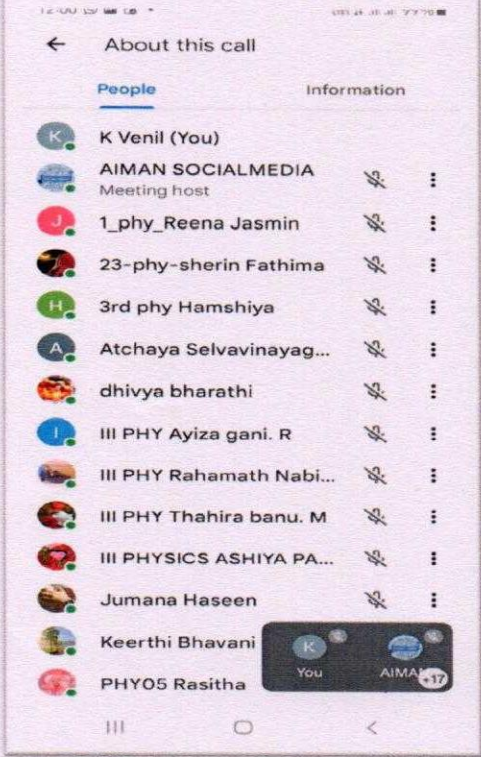 12:00
About this call
People Information
K K Venil (You)
AIMAN SOCIALMEDIA
Meeting host
J 1_phy_Reena Jasmin
23-phy-sherin Fathima
H 3rd phy Hamshiya
A Atchaya Selvavinayag...
dhivya bharathi
I III PHY Ayiza gani. R
III PHY Rahamath Nabi...
III PHY Thahira banu. M
III PHYSICS ASHIYA PA...
Jumana Haseen
Keerthi Bhavani
PHY05 Rasitha
K
You AIMA
+17